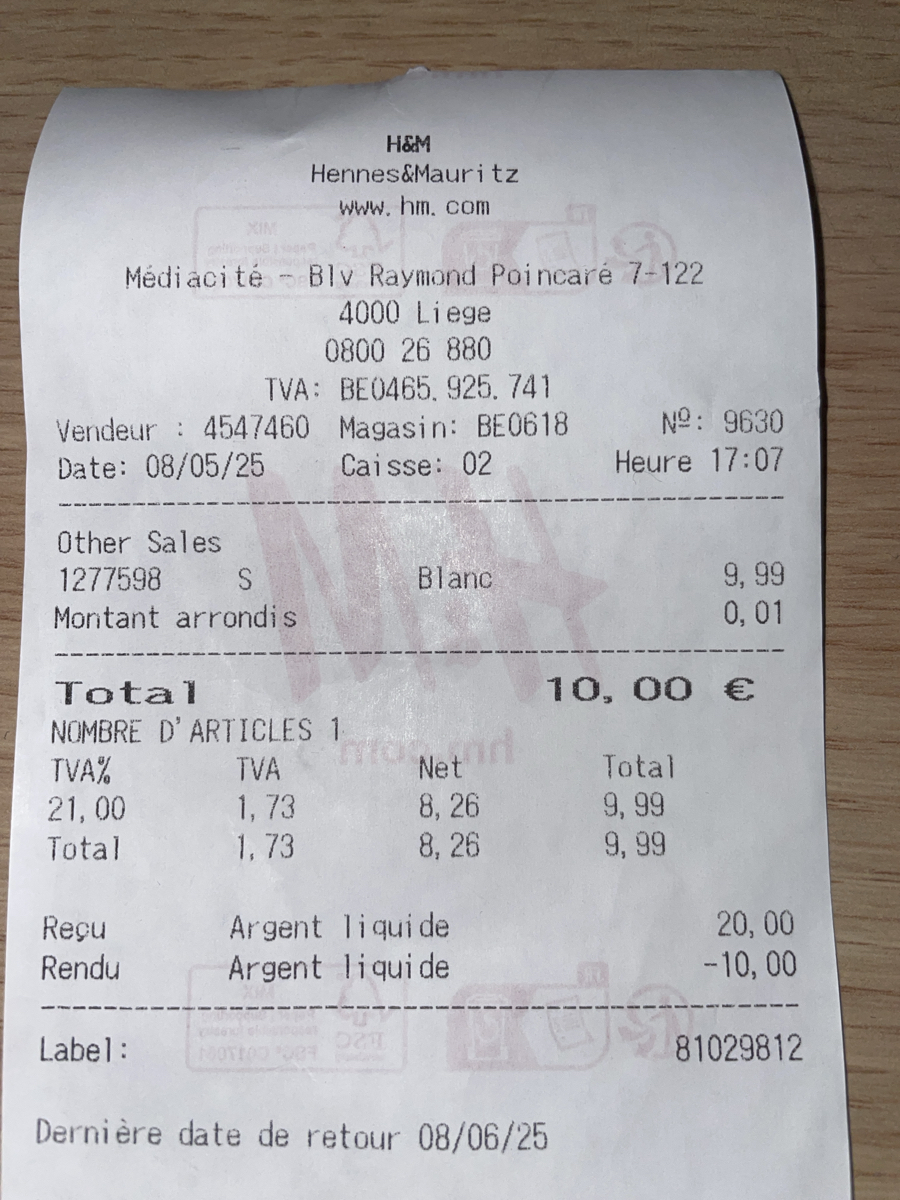 H&M
Hennes&Mauritz
www.hm.com
Médiacité - Blv Raymond Poincaré 7-122
4000 Liege
0800 26 880
TVA: BE0465.925.741
Vendeur : 4547460 Magasin: BE0618 Nº: 9630
Date: 08/05/25 Caisse: 02 Heure 17:07
Other Sales
1277598 S Blanc 9,99
Montant arrondis 0,01
Total 10,00 €
NOMBRE D'ARTICLES 1
TVA% TVA Net Total
21,00 1,73 8,26 9,99
Total 1,73 8,26 9,99
Reçu Argent liquide 20,00
Rendu Argent liquide -10,00
Label: 81029812
Dernière date de retour 08/06/25